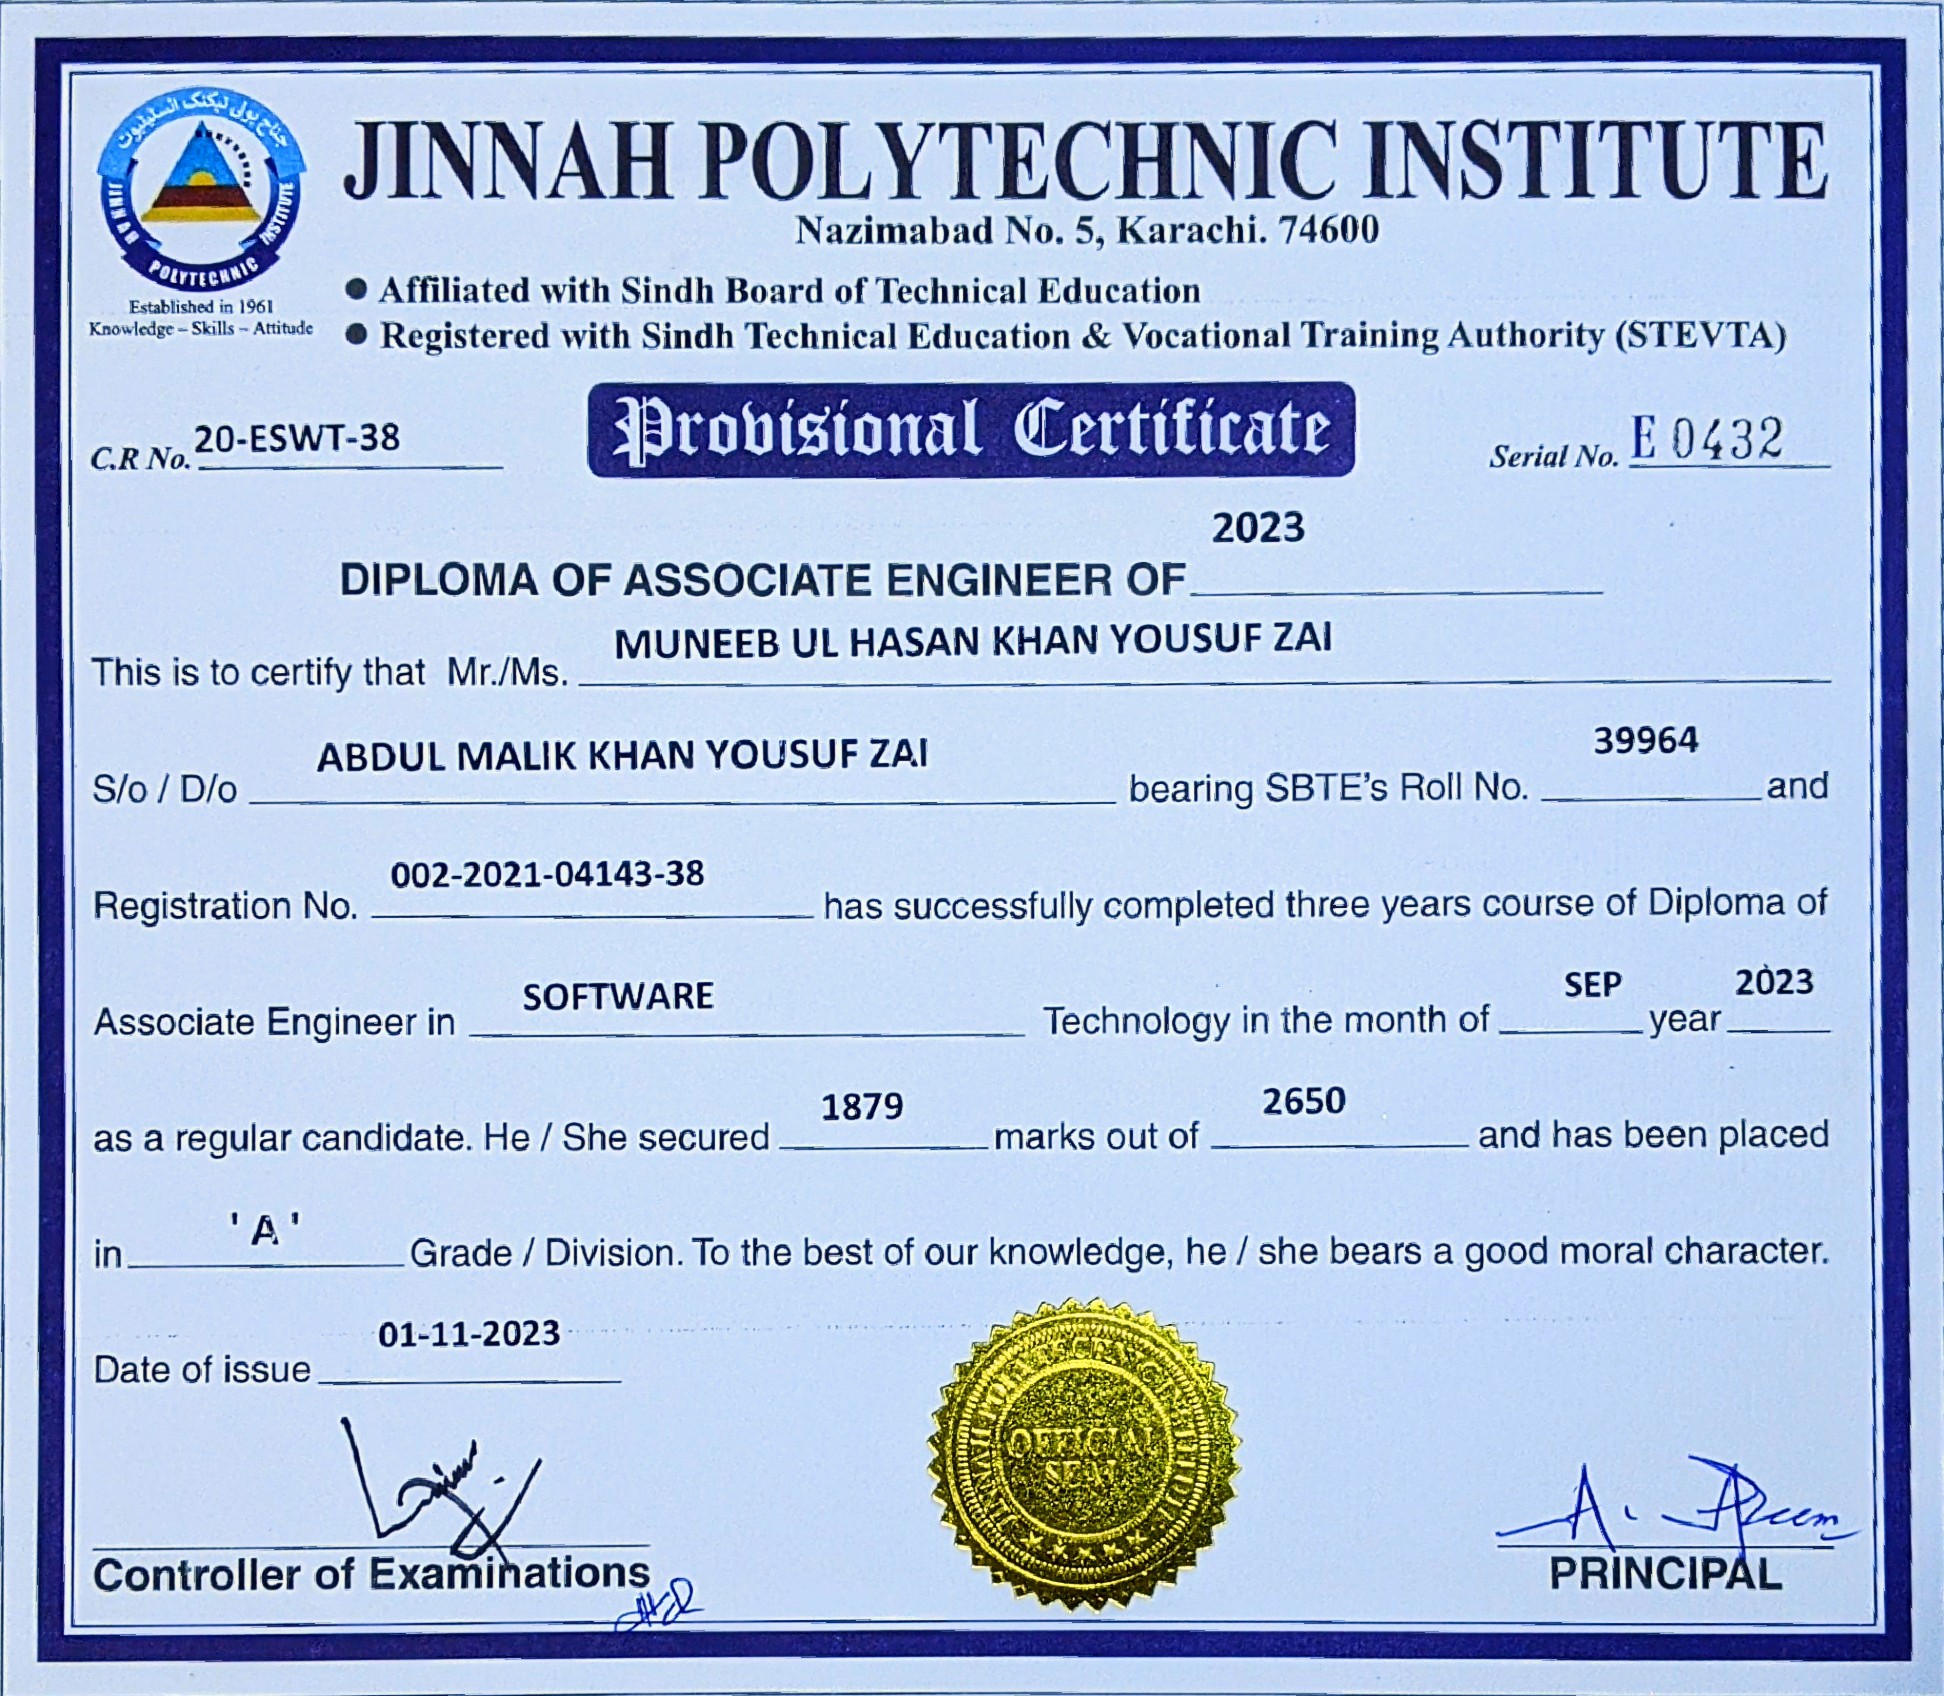 جناح پولی ٹیکنک انسٹیٹیوٹ
JINNAH POLYTECHNIC INSTITUTE
Established in 1961
Knowledge – Skills – Attitude
JINNAH POLYTECHNIC INSTITUTE
Nazimabad No. 5, Karachi. 74600
● Affiliated with Sindh Board of Technical Education
● Registered with Sindh Technical Education & Vocational Training Authority (STEVTA)
C.R No. 20-ESWT-38
Provisional Certificate
Serial No. E 0432
DIPLOMA OF ASSOCIATE ENGINEER OF 2023
This is to certify that Mr./Ms. MUNEEB UL HASAN KHAN YOUSUF ZAI
S/o / D/o ABDUL MALIK KHAN YOUSUF ZAI bearing SBTE's Roll No. 39964 and
Registration No. 002-2021-04143-38 has successfully completed three years course of Diploma of
Associate Engineer in SOFTWARE Technology in the month of SEP year 2023
as a regular candidate. He / She secured 1879 marks out of 2650 and has been placed
in 'A' Grade / Division. To the best of our knowledge, he / she bears a good moral character.
Date of issue 01-11-2023
JINNAH POLYTECHNIC INSTITUTE
OFFICIAL
SEAL
Controller of Examinations
PRINCIPAL